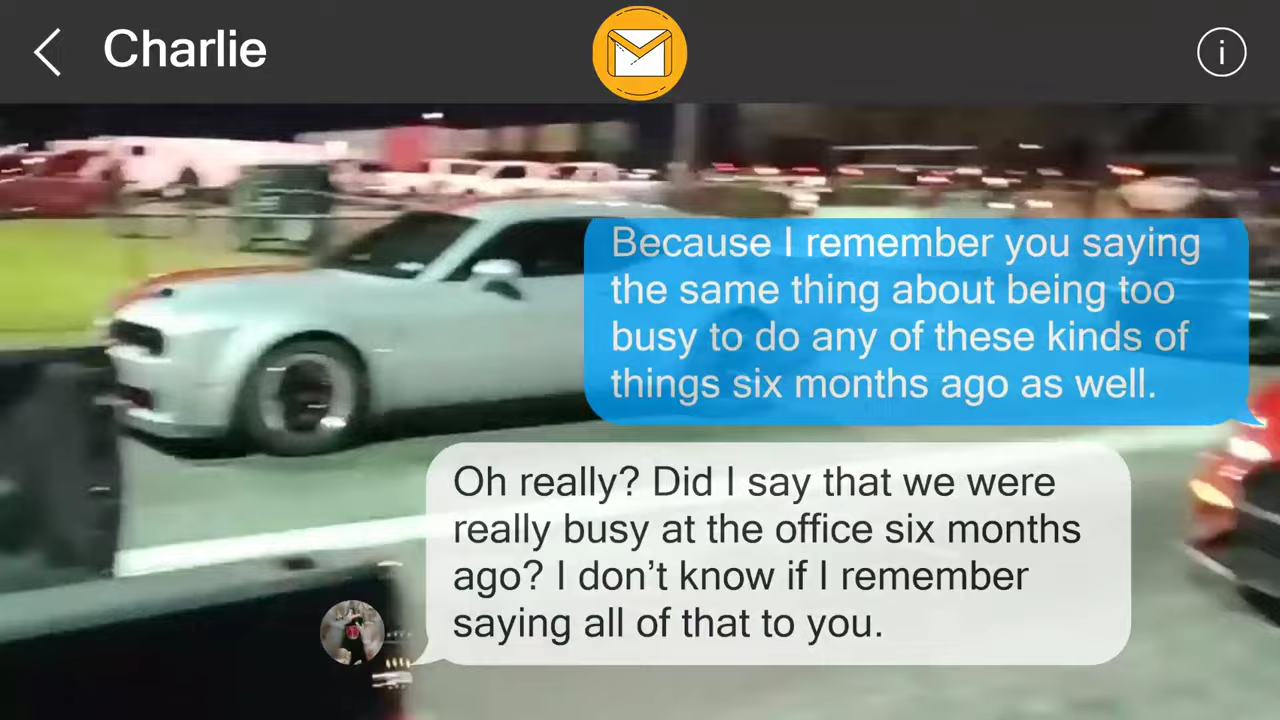 Charlie
i
Because I remember you saying
the same thing about being too
busy to do any of these kinds of
things six months ago as well.
Oh really? Did I say that we were
really busy at the office six months
ago? I don’t know if I remember
saying all of that to you.